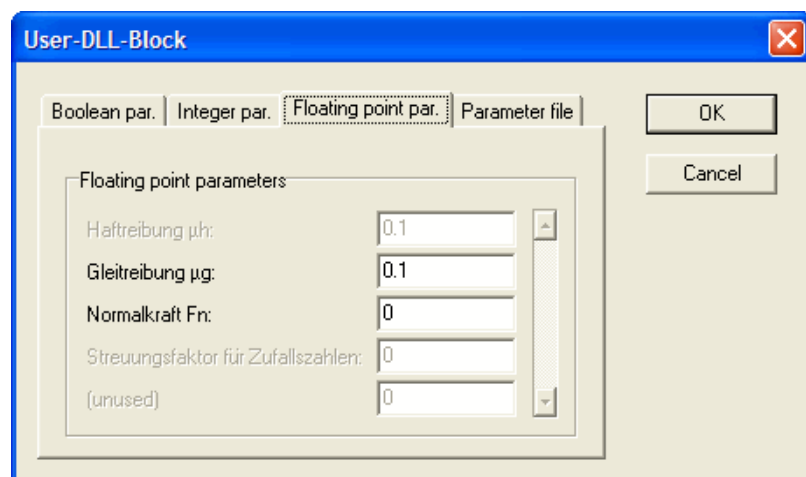 User-DLL-Block
Boolean par. Integer par. Floating point par. Parameter file
OK
Cancel
Floating point parameters
Haftreibung µh: 0.1
Gleitreibung µg: 0.1
Normalkraft Fn: 0
Streuungsfaktor für Zufallszahlen: 0
(unused) 0